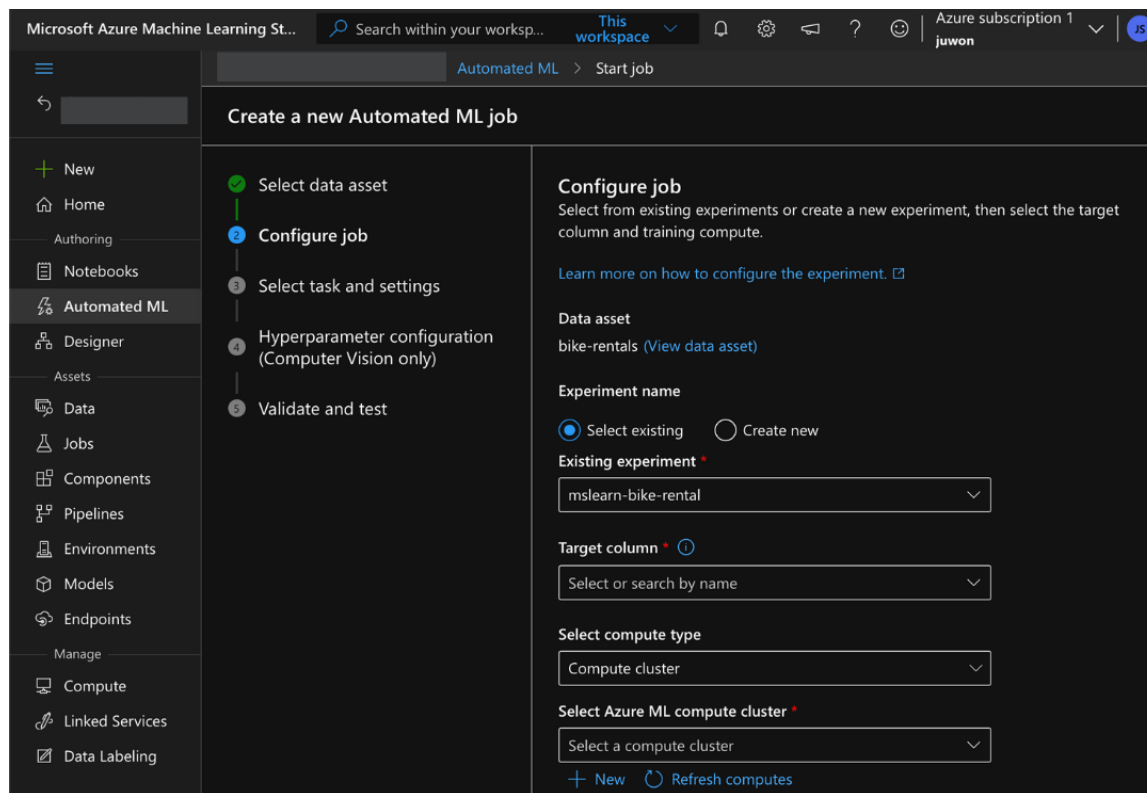 Microsoft Azure Machine Learning St...
Search within your worksp...
This workspace
Azure subscription 1
juwon
JS
Automated ML > Start job
Create a new Automated ML job
New
Home
Authoring
Notebooks
Automated ML
Designer
Assets
Data
Jobs
Components
Pipelines
Environments
Models
Endpoints
Manage
Compute
Linked Services
Data Labeling
Select data asset
2 Configure job
3 Select task and settings
4 Hyperparameter configuration
(Computer Vision only)
5 Validate and test
Configure job
Select from existing experiments or create a new experiment, then select the target
column and training compute.
Learn more on how to configure the experiment.
Data asset
bike-rentals (View data asset)
Experiment name
Select existing
Create new
Existing experiment *
mslearn-bike-rental
Target column *
Select or search by name
Select compute type
Compute cluster
Select Azure ML compute cluster *
Select a compute cluster
New
Refresh computes